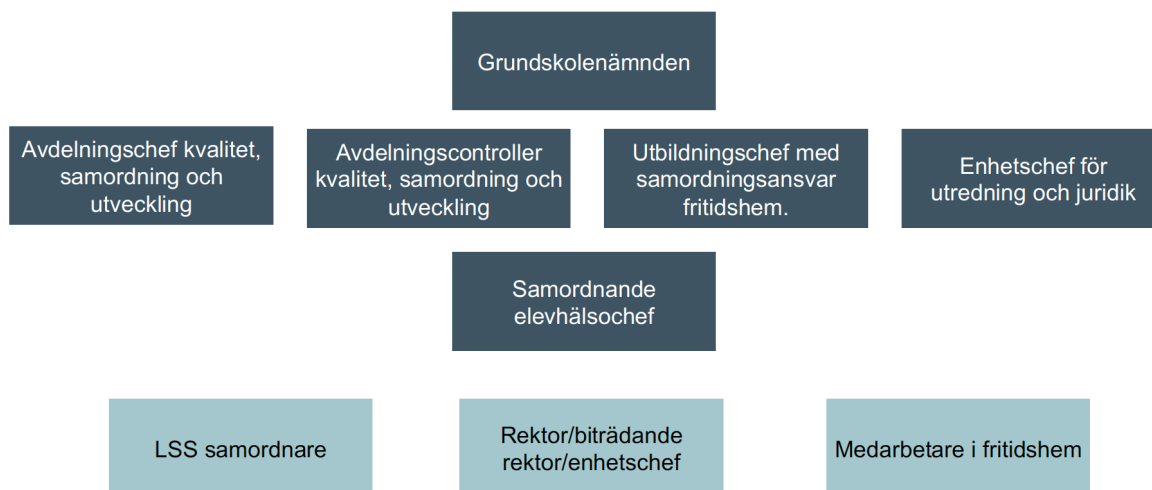 Grundskolenämnden
Avdelningschef kvalitet,
samordning och
utveckling
Avdelningscontroller
kvalitet, samordning och
utveckling
Utbildningschef med
samordningsansvar
fritidshem.
Enhetschef för
utredning och juridik
Samordnande
elevhälsochef
LSS samordnare
Rektor/biträdande
rektor/enhetschef
Medarbetare i fritidshem